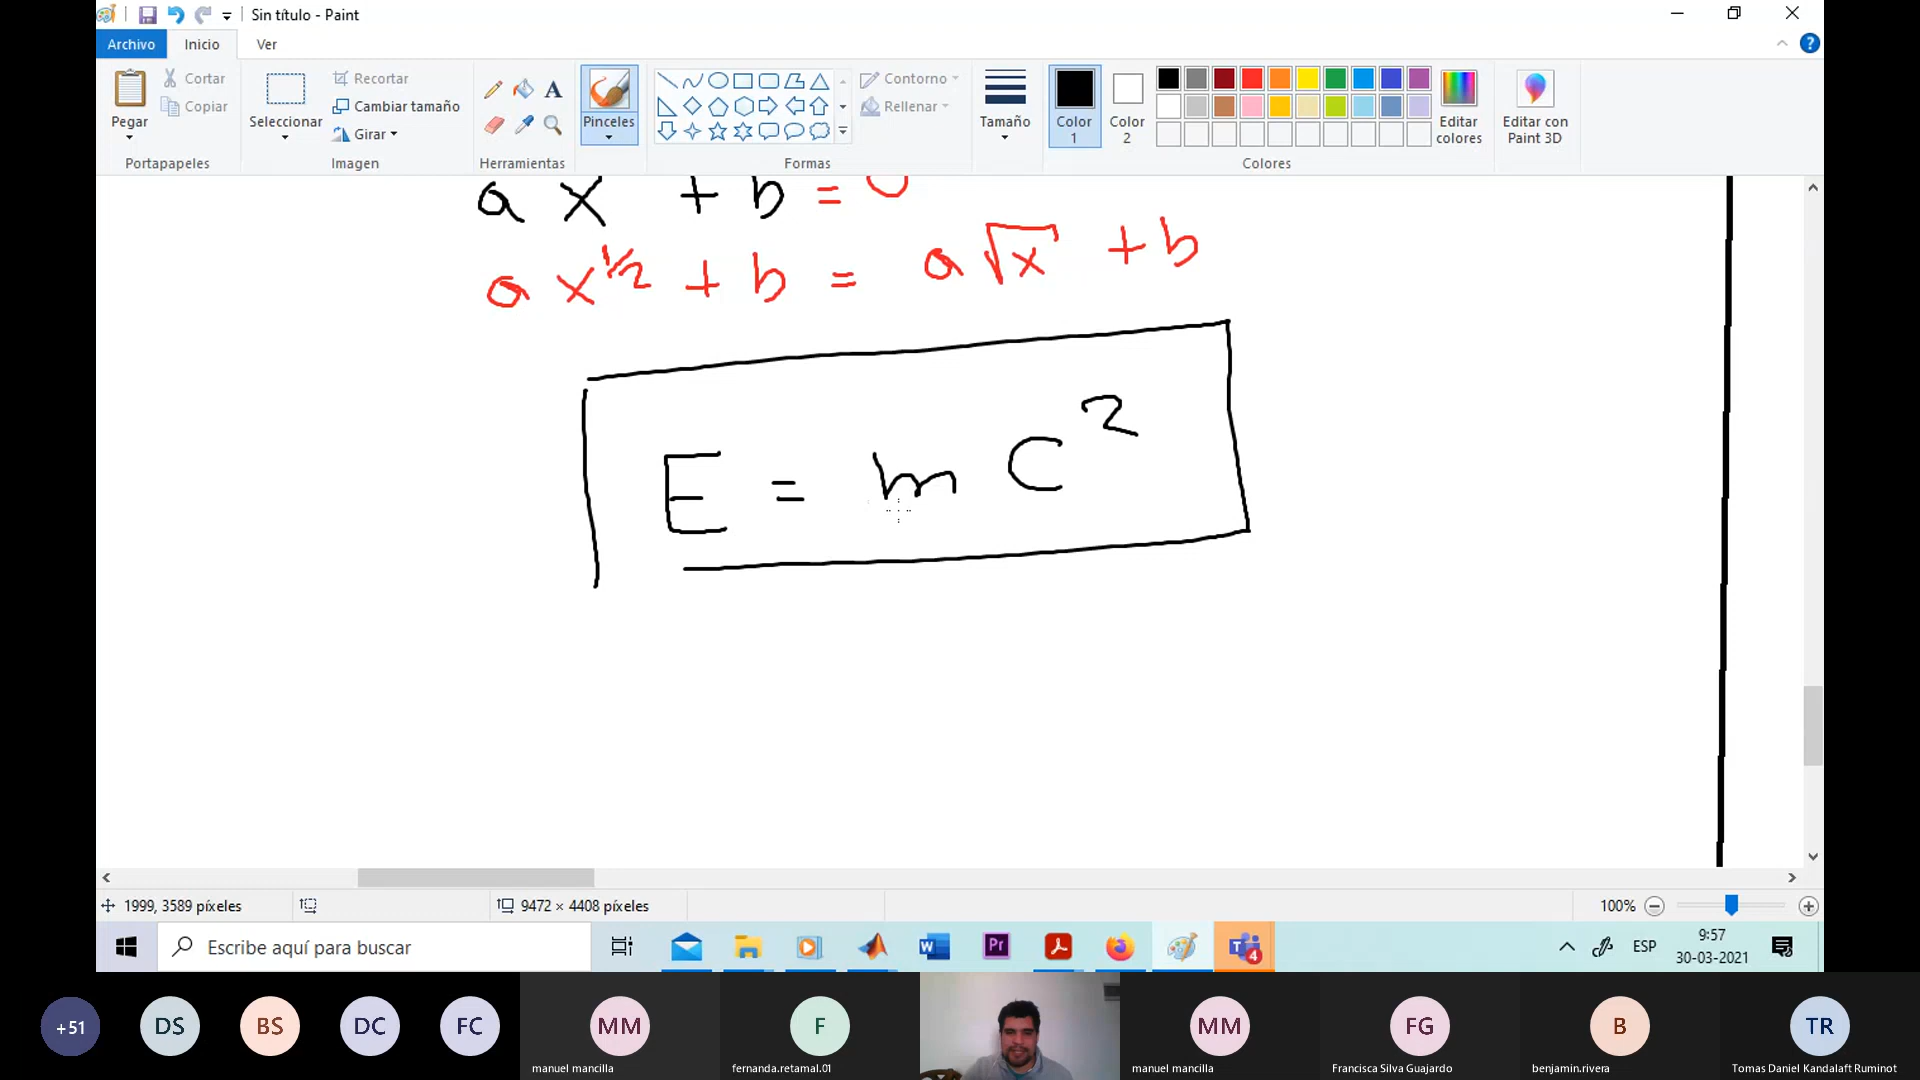 Sin título - Paint
Archivo Inicio Ver
Pegar
Cortar
Copiar
Portapapeles
Seleccionar
Recortar
Cambiar tamaño
Girar
Imagen
A
Herramientas
Pinceles
Contorno
Rellenar
Formas
Tamaño
Color 1
Color 2
Editar colores
Editar con Paint 3D
Colores
a x + b = 0
a x^1/2 + b = a √x + b
E = m C²
1999, 3589 píxeles
9472 × 4408 píxeles
100%
Escribe aquí para buscar
W
Pr
T
4
ESP
9:57
30-03-2021
+51 DS BS DC FC MM F MM FG B TR
manuel mancilla fernanda.retamal.01 manuel mancilla Francisca Silva Guajardo benjamin.rivera Tomas Daniel Kandalaft Ruminot